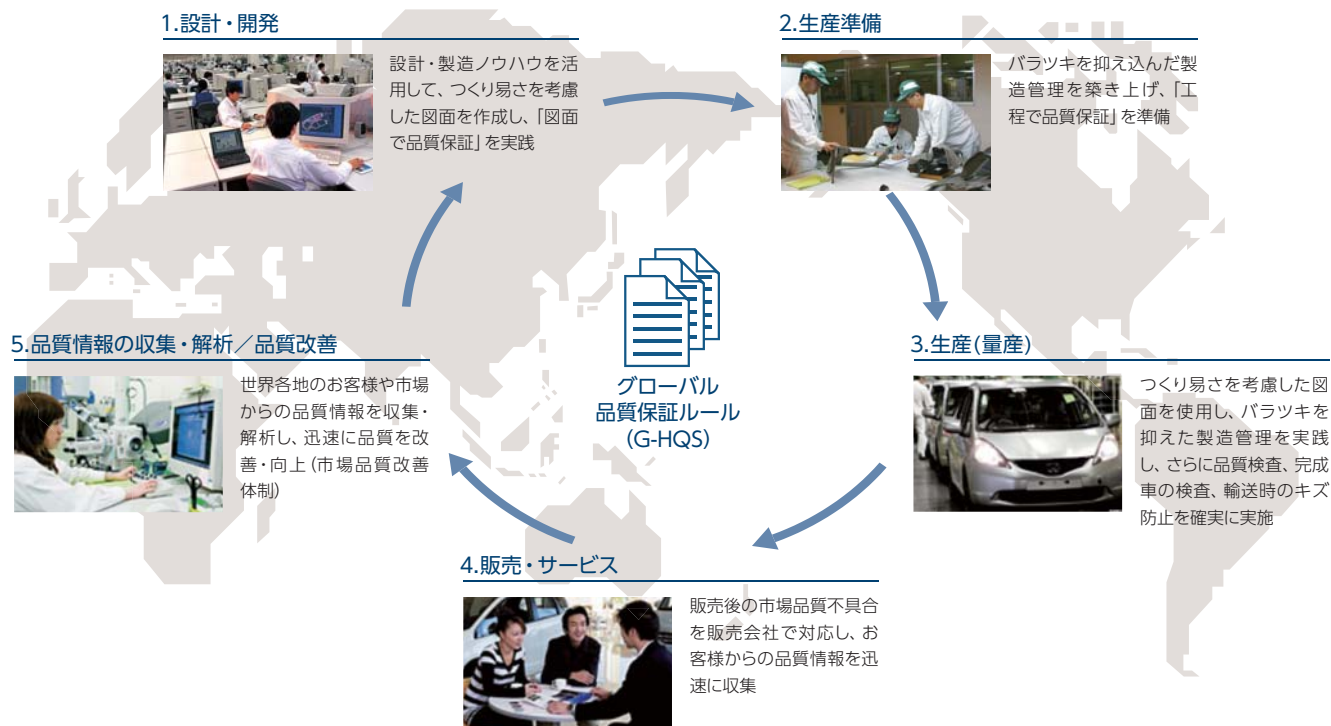 1.設計・開発
設計・製造ノウハウを活
用して、つくり易さを考慮
した図面を作成し、「図面
で品質保証」を実践
2.生産準備
バラツキを抑え込んだ製
造管理を築き上げ、「工
程で品質保証」を準備
3.生産(量産)
つくり易さを考慮した図
面を使用し、バラツキを
抑えた製造管理を実践
し、さらに品質検査、完成
車の検査、輸送時のキズ
防止を確実に実施
4.販売・サービス
販売後の市場品質不具合
を販売会社で対応し、お
客様からの品質情報を迅
速に収集
5.品質情報の収集・解析／品質改善
世界各地のお客様や市場
からの品質情報を収集・
解析し、迅速に品質を改
善・向上(市場品質改善
体制)
グローバル
品質保証ルール
(G-HQS)